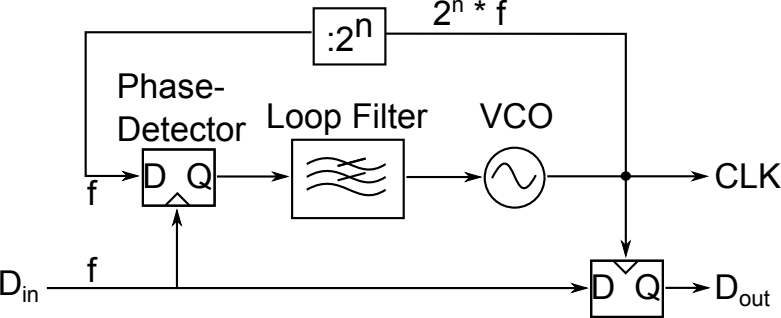 2ⁿ * f
:2ⁿ
Phase-
Detector
Loop Filter
VCO
D Q
CLK
f
f
D Q
Din
Dout